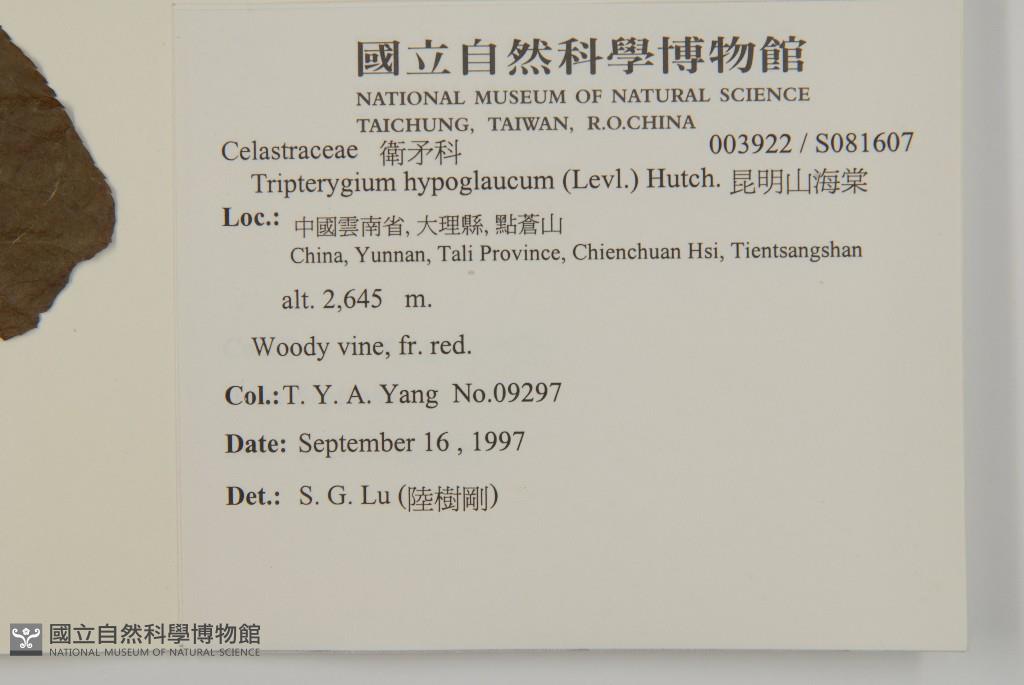 國立自然科學博物館
NATIONAL MUSEUM OF NATURAL SCIENCE
TAICHUNG, TAIWAN, R.O.CHINA
Celastraceae 衛矛科 003922 / S081607
Tripterygium hypoglaucum (Levl.) Hutch. 昆明山海棠
Loc.: 中國雲南省, 大理縣, 點蒼山
China, Yunnan, Tali Province, Chienchuan Hsi, Tientsangshan
alt. 2,645 m.
Woody vine, fr. red.
Col.: T. Y. A. Yang No.09297
Date: September 16 , 1997
Det.: S. G. Lu (陸樹剛)
國立自然科學博物館
NATIONAL MUSEUM OF NATURAL SCIENCE